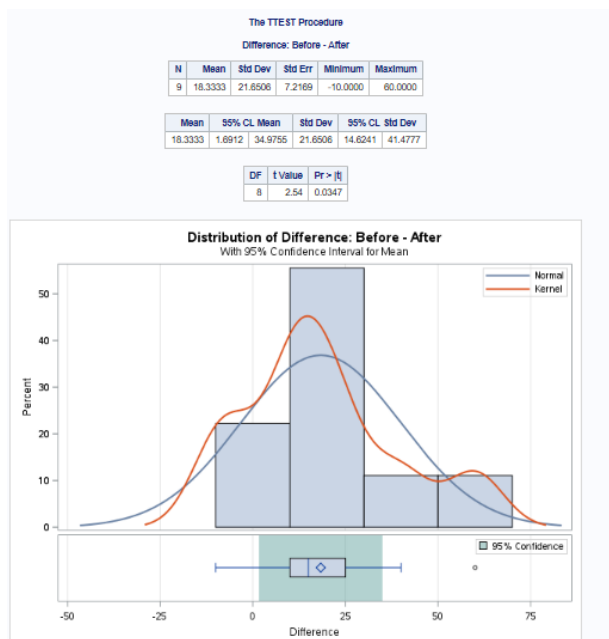 The TTEST Procedure
Difference: Before - After
N Mean Std Dev Std Err Minimum Maximum
9 18.3333 21.6506 7.2169 -10.0000 60.0000
Mean 95% CL Mean Std Dev 95% CL Std Dev
18.3333 1.6912 34.9755 21.6506 14.6241 41.4777
DF t Value Pr > |t|
8 2.54 0.0347
Distribution of Difference: Before - After
With 95% Confidence Interval for Mean
Normal
Kernel
50
40
30
20
10
0
Percent
95% Confidence
-50 -25 0 25 50 75
Difference